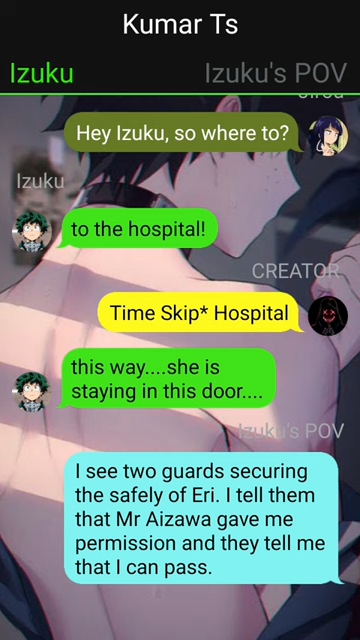 Kumar Ts
Izuku Izuku's POV
Jirou
Hey Izuku, so where to?
Izuku
to the hospital!
CREATOR
Time Skip* Hospital
this way....she is
staying in this door....
Izuku's POV
I see two guards securing
the safely of Eri. I tell them
that Mr Aizawa gave me
permission and they tell me
that I can pass.